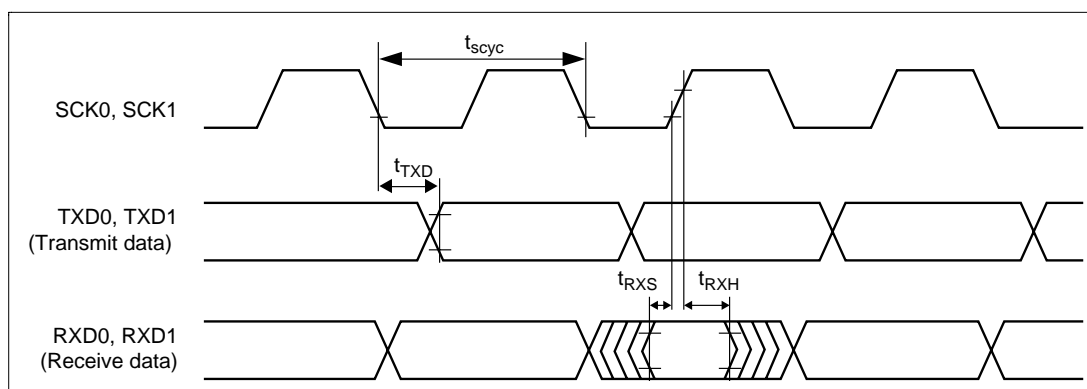 tscyc
SCK0, SCK1
tTXD
TXD0, TXD1
(Transmit data)
tRXS
tRXH
RXD0, RXD1
(Receive data)